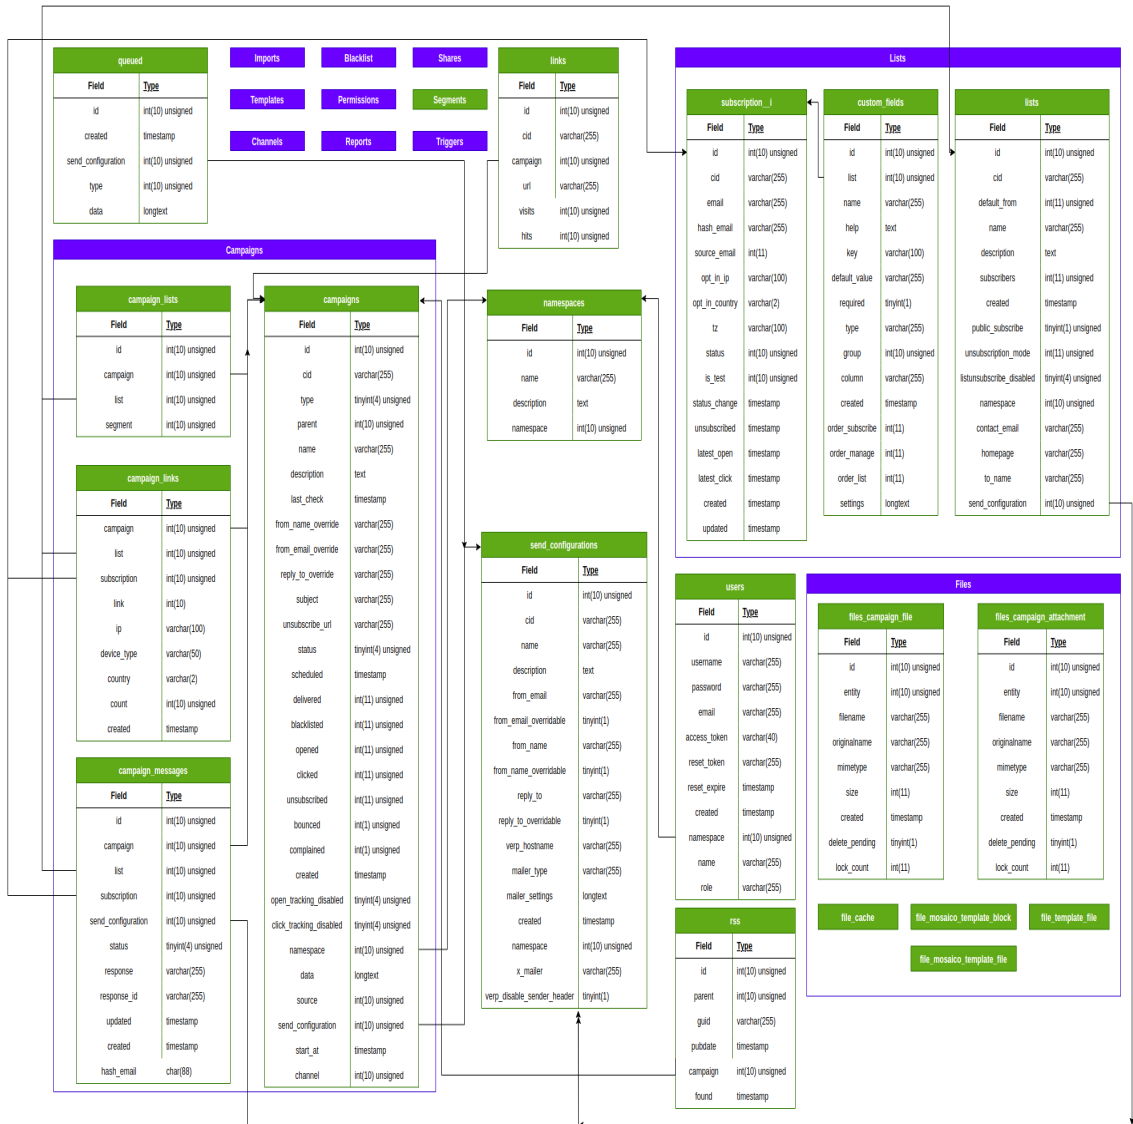 queued
Field Type
id int(10) unsigned
created timestamp
send_configuration int(10) unsigned
type int(10) unsigned
data longtext
Imports Blacklist Shares
Templates Permissions Segments
Channels Reports Triggers
links
Field Type
id int(10) unsigned
cid varchar(255)
campaign int(10) unsigned
url varchar(255)
visits int(10) unsigned
hits int(10) unsigned
Lists
subscription__i
Field Type
id int(10) unsigned
cid varchar(255)
email varchar(255)
hash_email varchar(255)
source_email int(11)
opt_in_ip varchar(100)
opt_in_country varchar(2)
tz varchar(100)
status int(10) unsigned
is_test int(10) unsigned
status_change timestamp
unsubscribed timestamp
latest_open timestamp
latest_click timestamp
created timestamp
updated timestamp
custom_fields
Field Type
id int(10) unsigned
list int(10) unsigned
name varchar(255)
help text
key varchar(100)
default_value varchar(255)
required tinyint(1)
type varchar(255)
group int(10) unsigned
column varchar(255)
created timestamp
order_subscribe int(11)
order_manage int(11)
order_list int(11)
settings longtext
lists
Field Type
id int(10) unsigned
cid varchar(255)
default_from int(11) unsigned
name varchar(255)
description text
subscribers int(11) unsigned
created timestamp
public_subscribe tinyint(1) unsigned
unsubscription_mode int(11) unsigned
listunsubscribe_disabled tinyint(4) unsigned
namespace int(10) unsigned
contact_email varchar(255)
homepage varchar(255)
to_name varchar(255)
send_configuration int(10) unsigned
Campaigns
campaign_lists
Field Type
id int(10) unsigned
campaign int(10) unsigned
list int(10) unsigned
segment int(10) unsigned
campaign_links
Field Type
campaign int(10) unsigned
list int(10) unsigned
subscription int(10) unsigned
link int(10)
ip varchar(100)
device_type varchar(50)
country varchar(2)
count int(10) unsigned
created timestamp
campaign_messages
Field Type
id int(10) unsigned
campaign int(10) unsigned
list int(10) unsigned
subscription int(10) unsigned
send_configuration int(10) unsigned
status tinyint(4) unsigned
response varchar(255)
response_id varchar(255)
updated timestamp
created timestamp
hash_email char(88)
campaigns
Field Type
id int(10) unsigned
cid varchar(255)
type tinyint(4) unsigned
parent int(10) unsigned
name varchar(255)
description text
last_check timestamp
from_name_override varchar(255)
from_email_override varchar(255)
reply_to_override varchar(255)
subject varchar(255)
unsubscribe_url varchar(255)
status tinyint(4) unsigned
scheduled timestamp
delivered int(11) unsigned
blacklisted int(11) unsigned
opened int(11) unsigned
clicked int(11) unsigned
unsubscribed int(11) unsigned
bounced int(1) unsigned
complained int(1) unsigned
created timestamp
open_tracking_disabled tinyint(4) unsigned
click_tracking_disabled tinyint(4) unsigned
namespace int(10) unsigned
data longtext
source int(10) unsigned
send_configuration int(10) unsigned
start_at timestamp
channel int(10) unsigned
namespaces
Field Type
id int(10) unsigned
name varchar(255)
description text
namespace int(10) unsigned
send_configurations
Field Type
id int(10) unsigned
cid varchar(255)
name varchar(255)
description text
from_email varchar(255)
from_email_overridable tinyint(1)
from_name varchar(255)
from_name_overridable tinyint(1)
reply_to varchar(255)
reply_to_overridable tinyint(1)
verp_hostname varchar(255)
mailer_type varchar(255)
mailer_settings longtext
created timestamp
namespace int(10) unsigned
x_mailer varchar(255)
verp_disable_sender_header tinyint(1)
users
Field Type
id int(10) unsigned
username varchar(255)
password varchar(255)
email varchar(255)
access_token varchar(40)
reset_token varchar(255)
reset_expire timestamp
created timestamp
namespace int(10) unsigned
name varchar(255)
role varchar(255)
rss
Field Type
id int(10) unsigned
parent int(10) unsigned
guid varchar(255)
pubdate timestamp
campaign int(10) unsigned
found timestamp
Files
files_campaign_file
Field Type
id int(10) unsigned
entity int(10) unsigned
filename varchar(255)
originalname varchar(255)
mimetype varchar(255)
size int(11)
created timestamp
delete_pending tinyint(1)
lock_count int(11)
files_campaign_attachment
Field Type
id int(10) unsigned
entity int(10) unsigned
filename varchar(255)
originalname varchar(255)
mimetype varchar(255)
size int(11)
created timestamp
delete_pending tinyint(1)
lock_count int(11)
file_cache file_mosaico_template_block file_template_file
file_mosaico_template_file